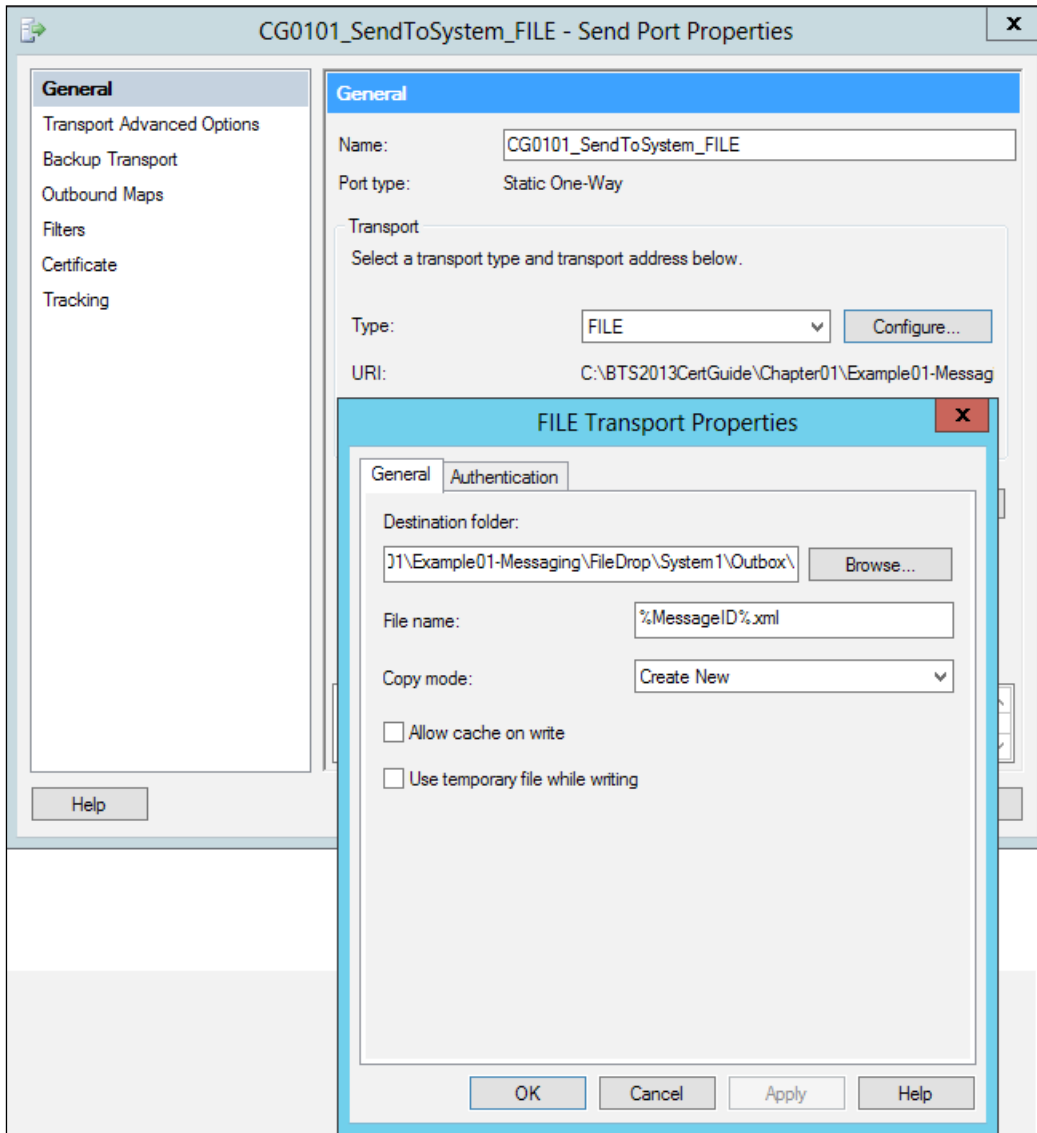 CG0101_SendToSystem_FILE - Send Port Properties
x
General
Transport Advanced Options
Backup Transport
Outbound Maps
Filters
Certificate
Tracking
General
Name: CG0101_SendToSystem_FILE
Port type: Static One-Way
Transport
Select a transport type and transport address below.
Type: FILE Configure...
URI: C:\BTS2013CertGuide\Chapter01\Example01-Messag
Help
FILE Transport Properties
x
General Authentication
Destination folder:
01\Example01-Messaging\FileDrop\System1\Outbox\ Browse...
File name: %MessageID%.xml
Copy mode: Create New
Allow cache on write
Use temporary file while writing
OK Cancel Apply Help